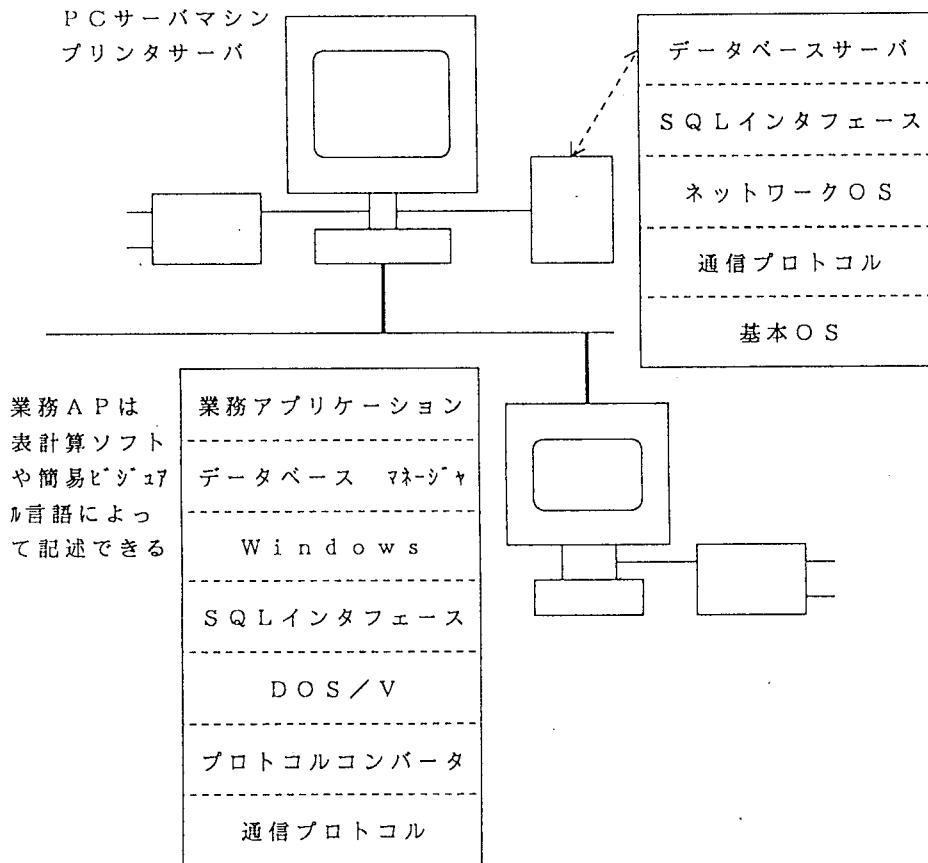 PCサーバマシン
プリンタサーバ
データベースサーバ
SQLインタフェース
ネットワークOS
通信プロトコル
基本OS
業務APは
表計算ソフト
や簡易ﾋﾞｼﾞｭｱ
ﾙ言語によっ
て記述できる
業務アプリケーション
データベース ﾏﾈｰｼﾞｬ
Windows
SQLインタフェース
DOS/V
プロトコルコンバータ
通信プロトコル